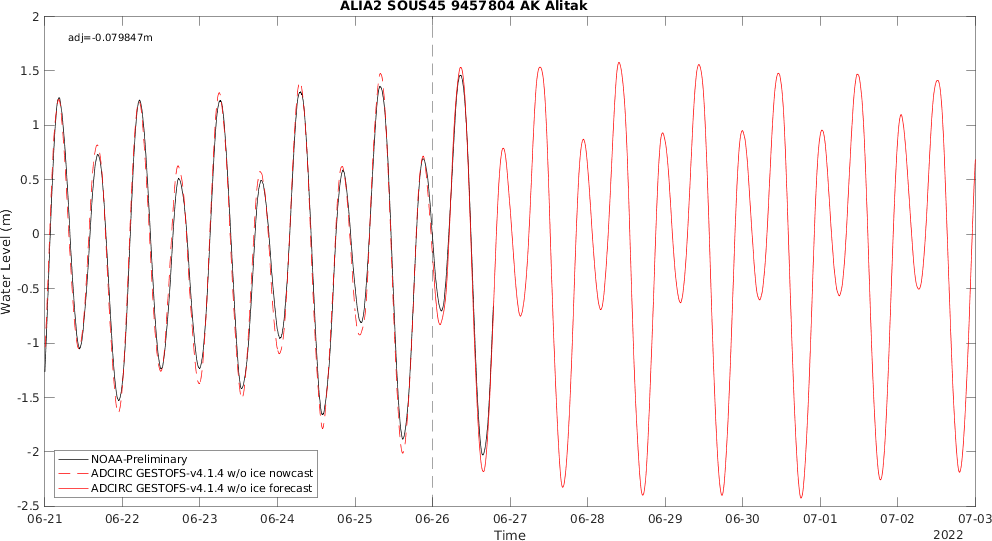 ALIA2 SOUS45 9457804 AK Alitak
adj=-0.079847m
2
1.5
1
0.5
0
-0.5
-1
-1.5
-2
-2.5
Water Level (m)
NOAA-Preliminary
ADCIRC GESTOFS-v4.1.4 w/o ice nowcast
ADCIRC GESTOFS-v4.1.4 w/o ice forecast
06-21 06-22 06-23 06-24 06-25 06-26 06-27 06-28 06-29 06-30 07-01 07-02 07-03
Time
2022